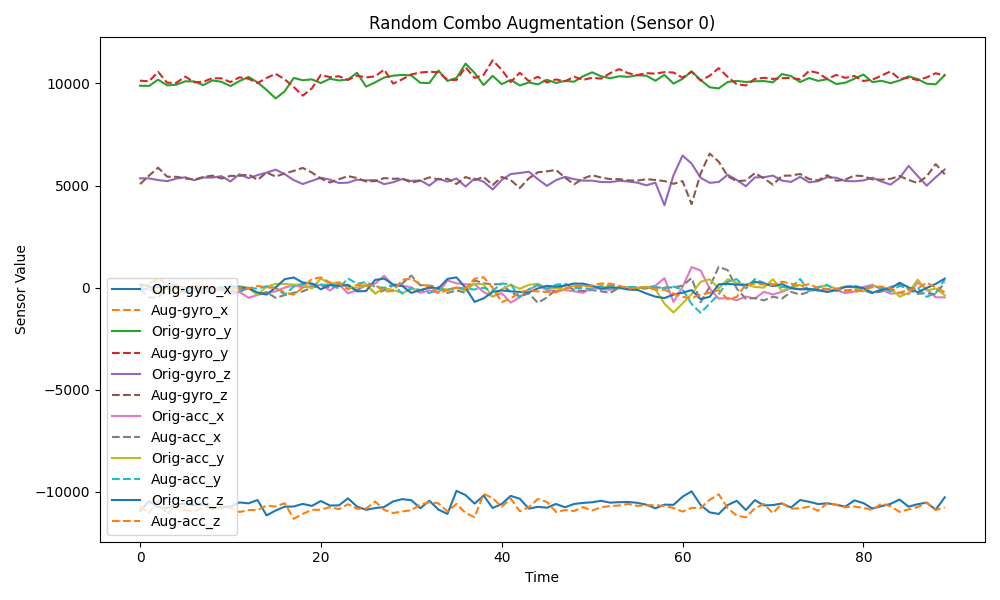 Random Combo Augmentation (Sensor 0)
Sensor Value
10000
5000
0
−5000
−10000
Orig-gyro_x
Aug-gyro_x
Orig-gyro_y
Aug-gyro_y
Orig-gyro_z
Aug-gyro_z
Orig-acc_x
Aug-acc_x
Orig-acc_y
Aug-acc_y
Orig-acc_z
Aug-acc_z
0 20 40 60 80
Time